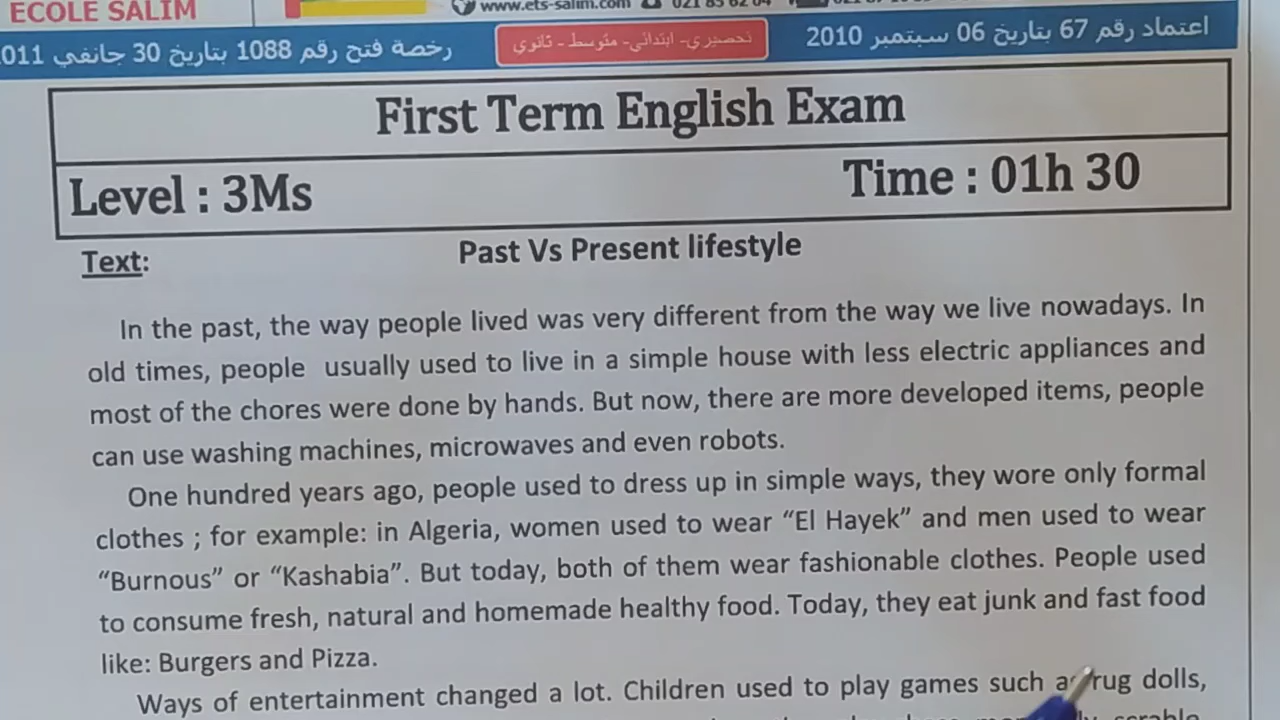 ECOLE SALIM
www.ets-salim.com
اعتماد رقم 67 بتاريخ 06 سبتمبر 2010
تحضيري- ابتدائي- متوسط - ثانوي
رخصة فتح رقم 1088 بتاريخ 30 جانفي
First Term English Exam
Level : 3Ms
Time : 01h 30
Text:
Past Vs Present lifestyle
In the past, the way people lived was very different from the way we live nowadays. In
old times, people usually used to live in a simple house with less electric appliances and
most of the chores were done by hands. But now, there are more developed items, people
can use washing machines, microwaves and even robots.
One hundred years ago, people used to dress up in simple ways, they wore only formal
clothes ; for example: in Algeria, women used to wear “El Hayek” and men used to wear
“Burnous” or “Kashabia”. But today, both of them wear fashionable clothes. People used
to consume fresh, natural and homemade healthy food. Today, they eat junk and fast food
like: Burgers and Pizza.
Ways of entertainment changed a lot. Children used to play games such as rug dolls,